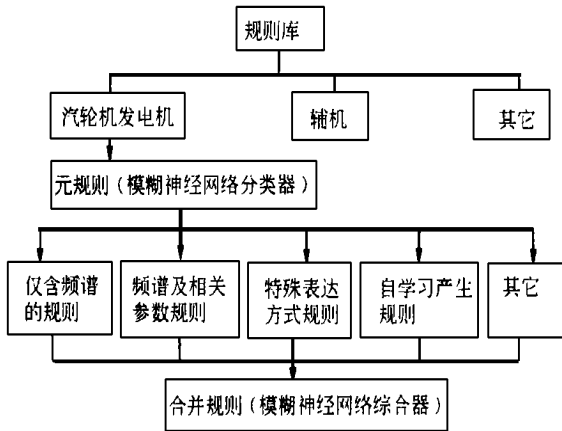 规则库
汽轮机发电机
辅机
其它
元规则(模糊神经网络分类器)
仅含频谱
的规则
频谱及相关
参数规则
特殊表达
方式规则
自学习产生
规则
其它
合并规则(模糊神经网络综合器)